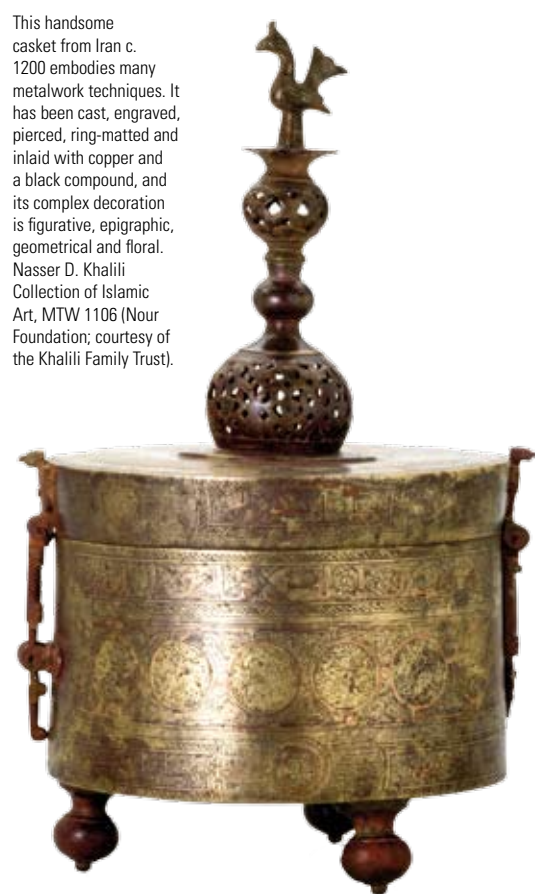 This handsome
casket from Iran c.
1200 embodies many
metalwork techniques. It
has been cast, engraved,
pierced, ring-matted and
inlaid with copper and
a black compound, and
its complex decoration
is figurative, epigraphic,
geometrical and floral.
Nasser D. Khalili
Collection of Islamic
Art, MTW 1106 (Nour
Foundation; courtesy of
the Khalili Family Trust).